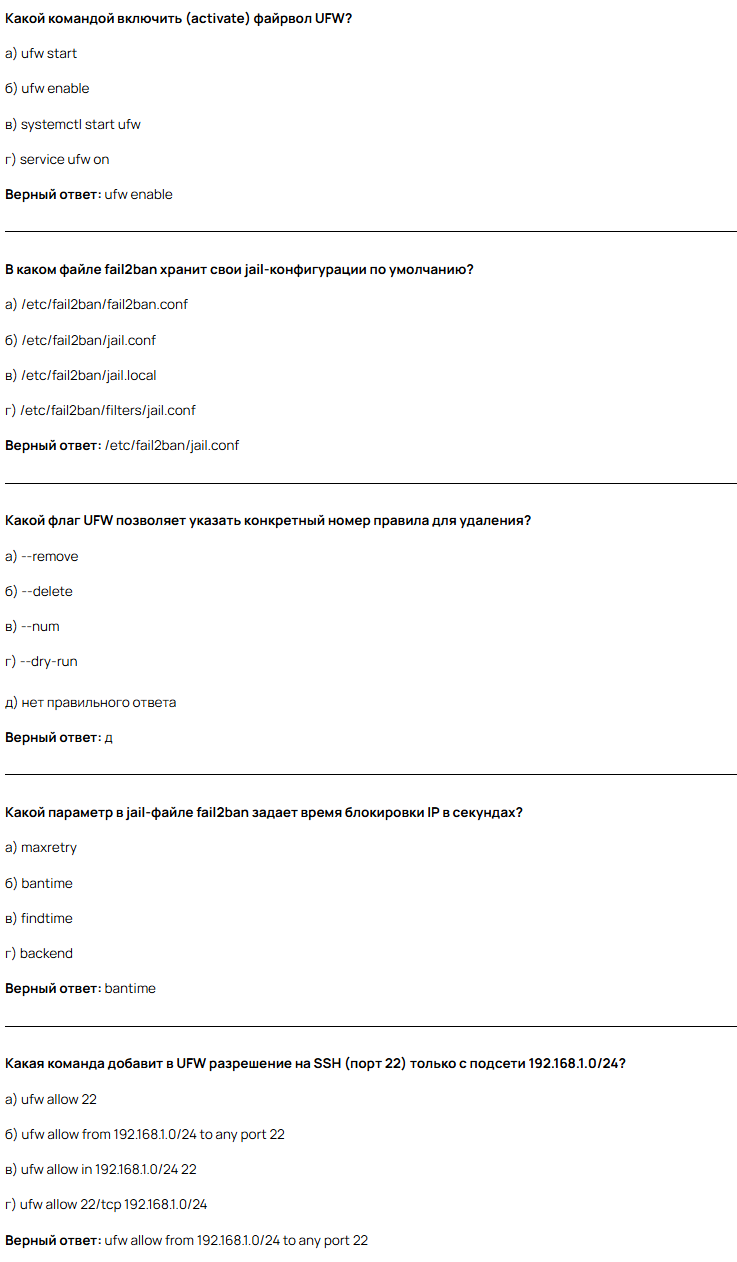 Какой командой включить (activate) файрвол UFW?
а) ufw start
б) ufw enable
в) systemctl start ufw
г) service ufw on
Верный ответ: ufw enable
В каком файле fail2ban хранит свои jail-конфигурации по умолчанию?
а) /etc/fail2ban/fail2ban.conf
б) /etc/fail2ban/jail.conf
в) /etc/fail2ban/jail.local
г) /etc/fail2ban/filters/jail.conf
Верный ответ: /etc/fail2ban/jail.conf
Какой флаг UFW позволяет указать конкретный номер правила для удаления?
а) --remove
б) --delete
в) --num
г) --dry-run
д) нет правильного ответа
Верный ответ: д
Какой параметр в jail-файле fail2ban задает время блокировки IP в секундах?
а) maxretry
б) bantime
в) findtime
г) backend
Верный ответ: bantime
Какая команда добавит в UFW разрешение на SSH (порт 22) только с подсети 192.168.1.0/24?
а) ufw allow 22
б) ufw allow from 192.168.1.0/24 to any port 22
в) ufw allow in 192.168.1.0/24 22
г) ufw allow 22/tcp 192.168.1.0/24
Верный ответ: ufw allow from 192.168.1.0/24 to any port 22